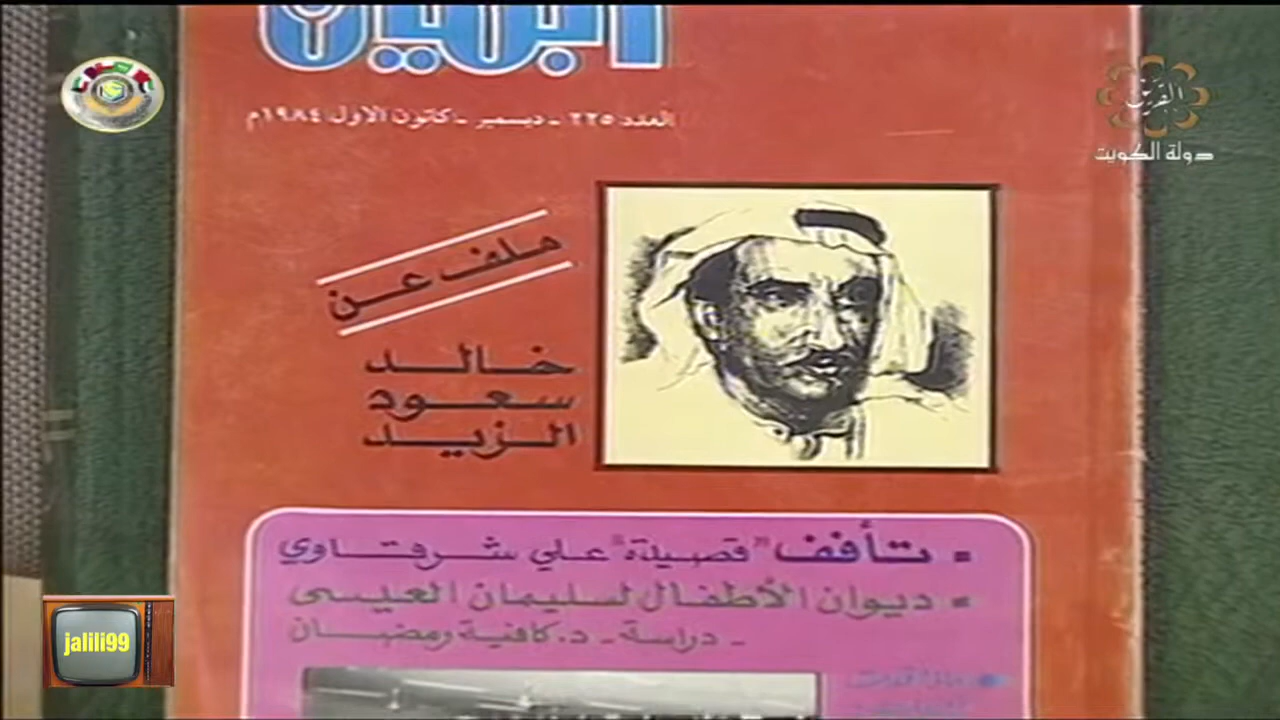 البيان
العدد ٢٢٥ - ديسمبر - كانون الاول ١٩٨٤م
القرين
دولة الكويت
ملف عن
خالد
سعود
الزيد
تأفف "قصيدة" علي شرقاوي
ديوان الأطفال لسليمان العيسى
- دراسة - د. كافية رمضان
jalili99